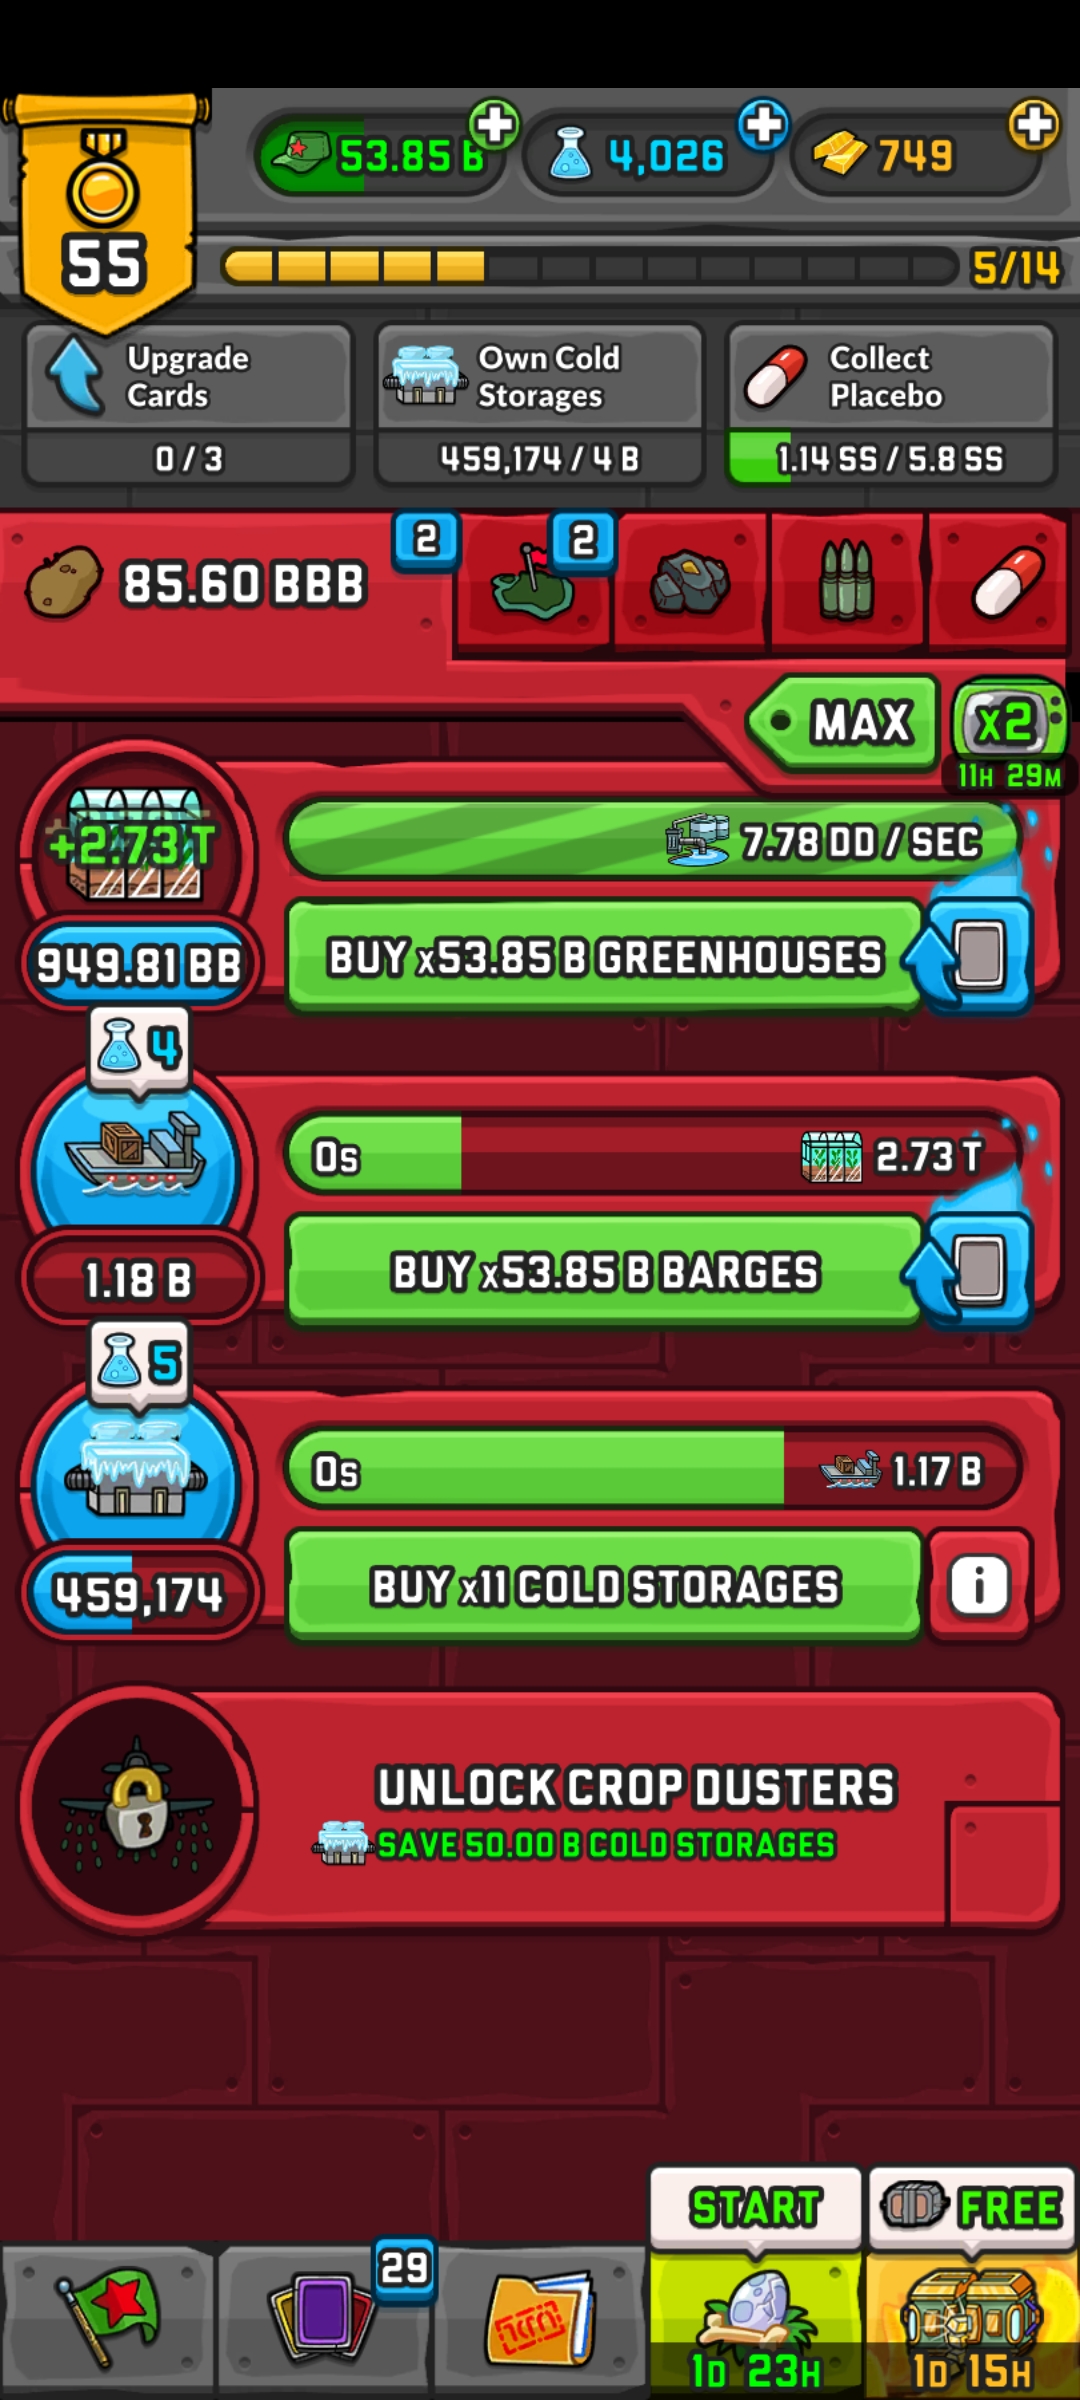 55
53.85 B
4,026
749
5/14
Upgrade Cards
0 / 3
Own Cold Storages
459,174 / 4 B
Collect Placebo
1.14 SS / 5.8 SS
85.60 BBB
2
2
MAX
x2
11H 29M
+2.73 T
7.78 DD / SEC
949.81 BB
BUY x53.85 B GREENHOUSES
4
0s
2.73 T
1.18 B
BUY x53.85 B BARGES
5
0s
1.17 B
459,174
BUY x11 COLD STORAGES
i
UNLOCK CROP DUSTERS
SAVE 50.00 B COLD STORAGES
START
FREE
29
1D 23H
1D 15H